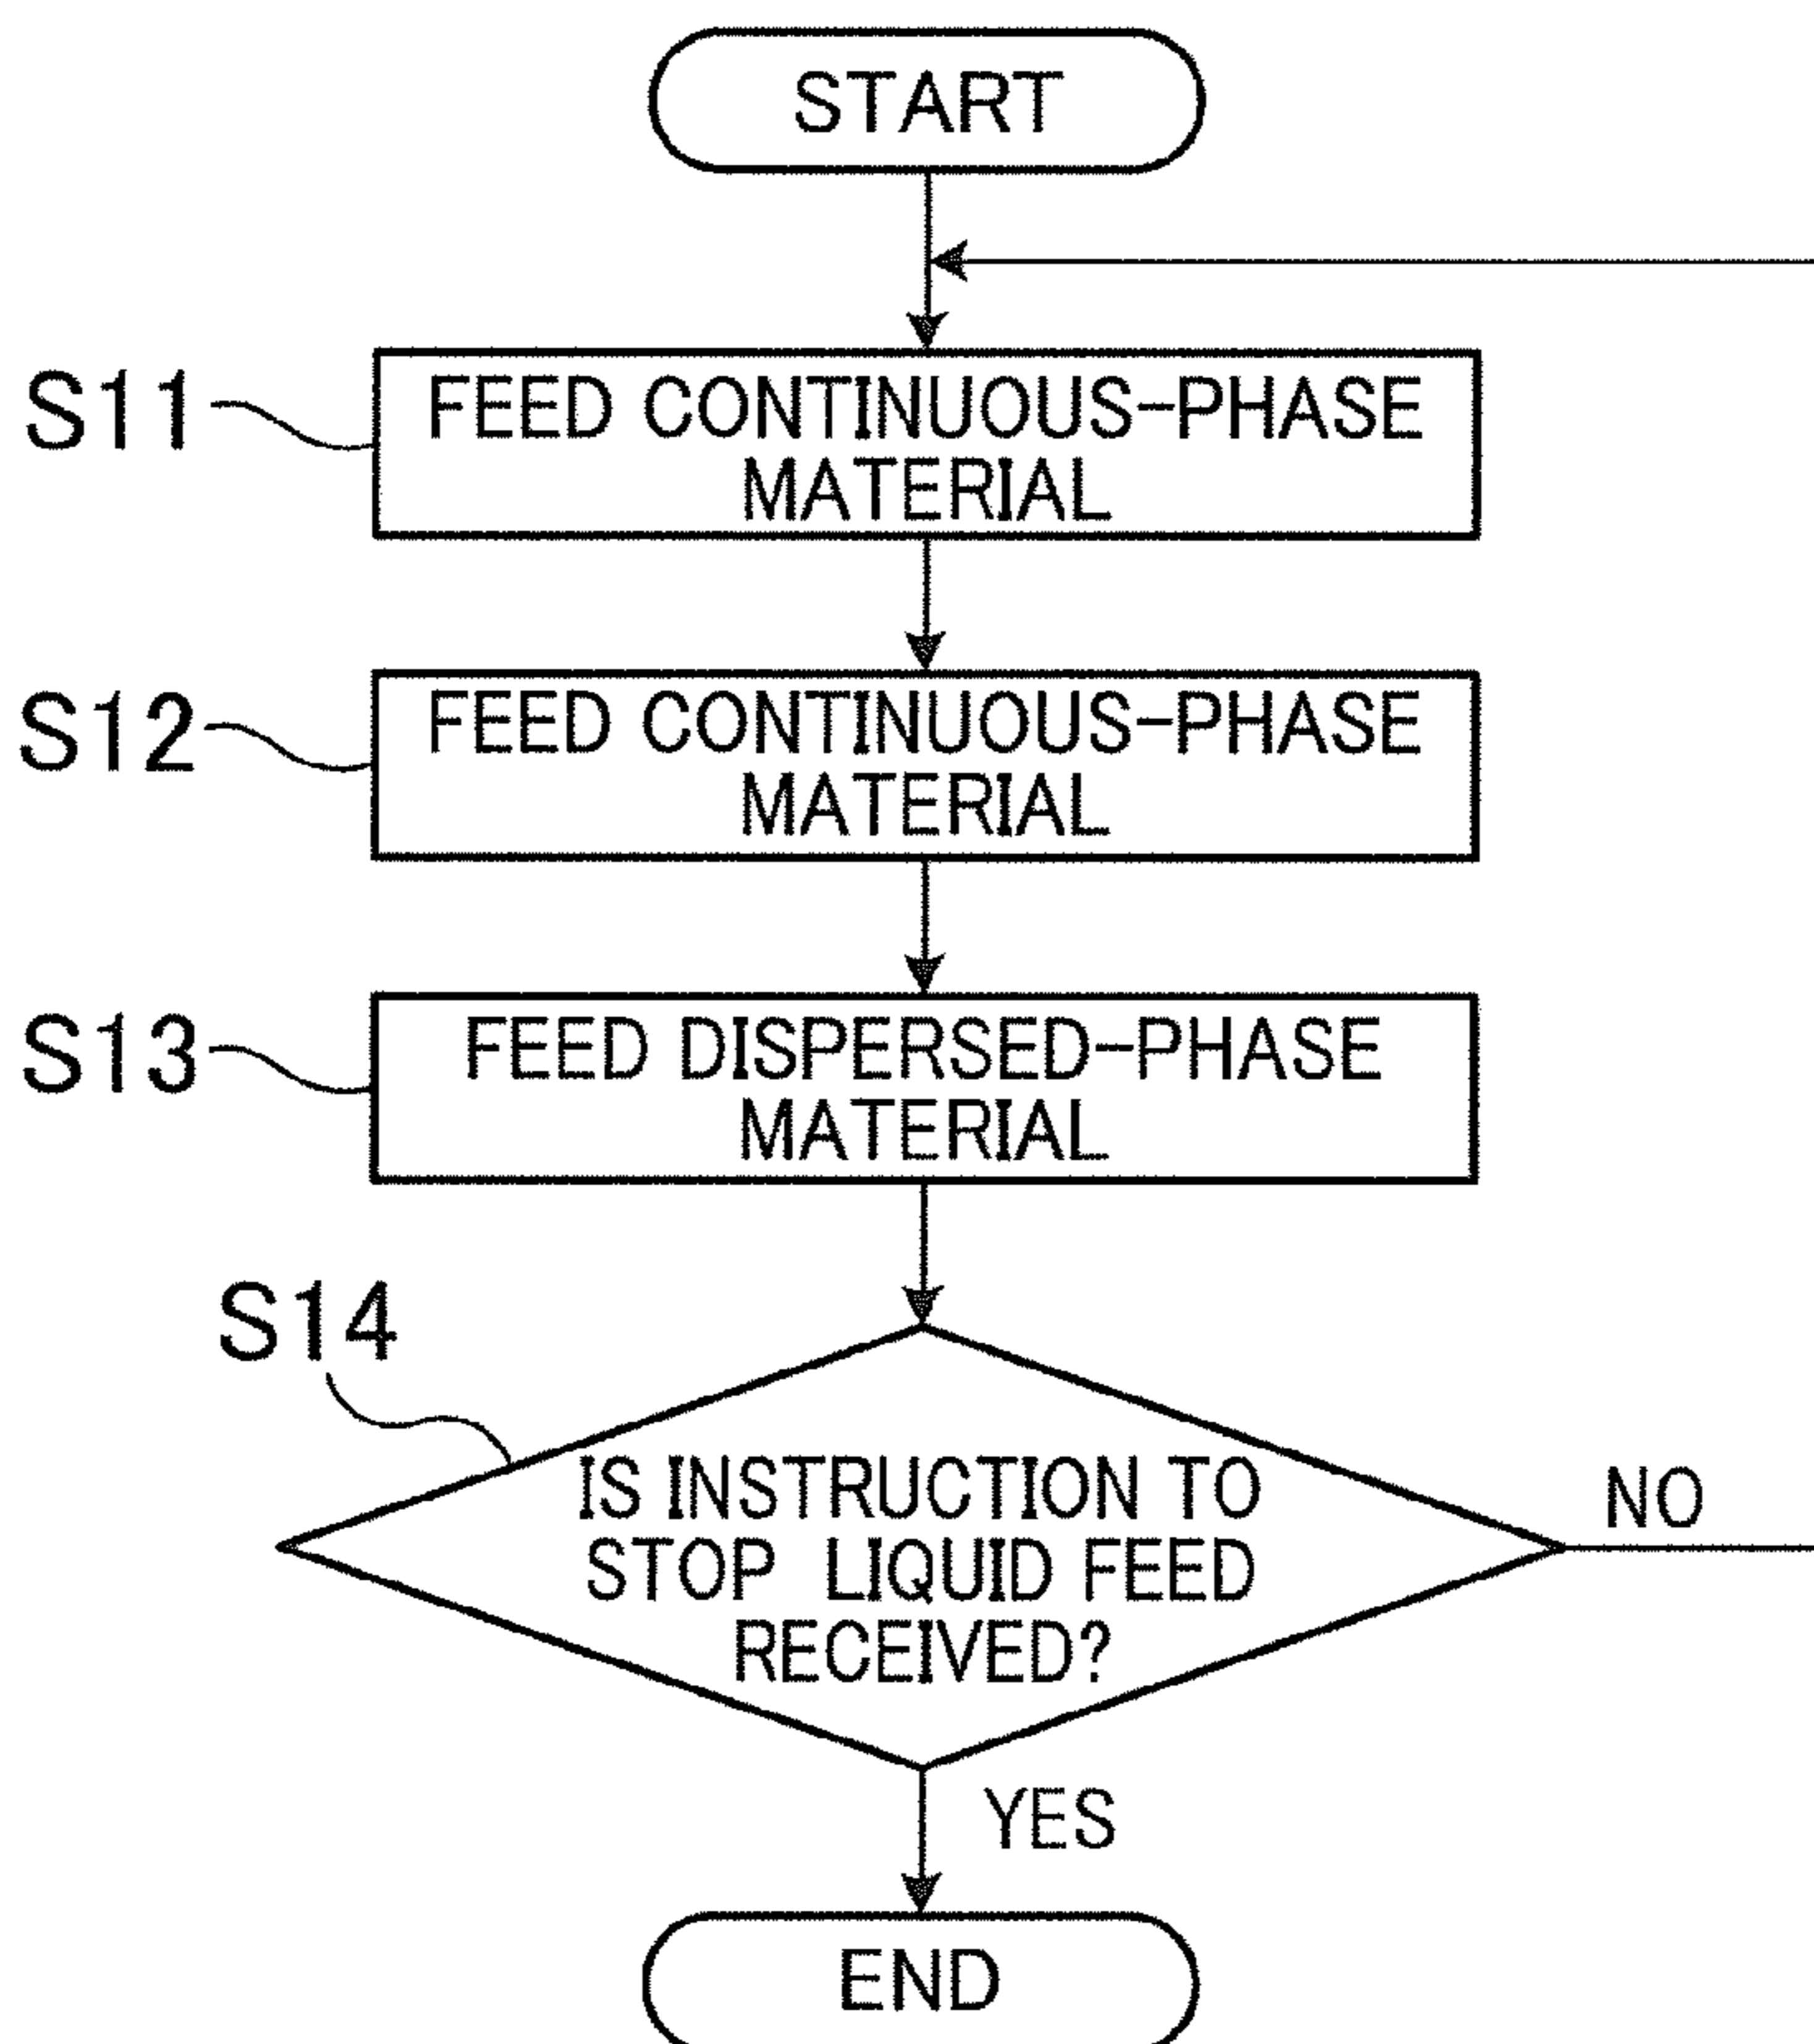 START
S11
FEED CONTINUOUS-PHASE
MATERIAL
S12
FEED CONTINUOUS-PHASE
MATERIAL
S13
FEED DISPERSED-PHASE
MATERIAL
S14
IS INSTRUCTION TO
STOP LIQUID FEED
RECEIVED?
NO
YES
END